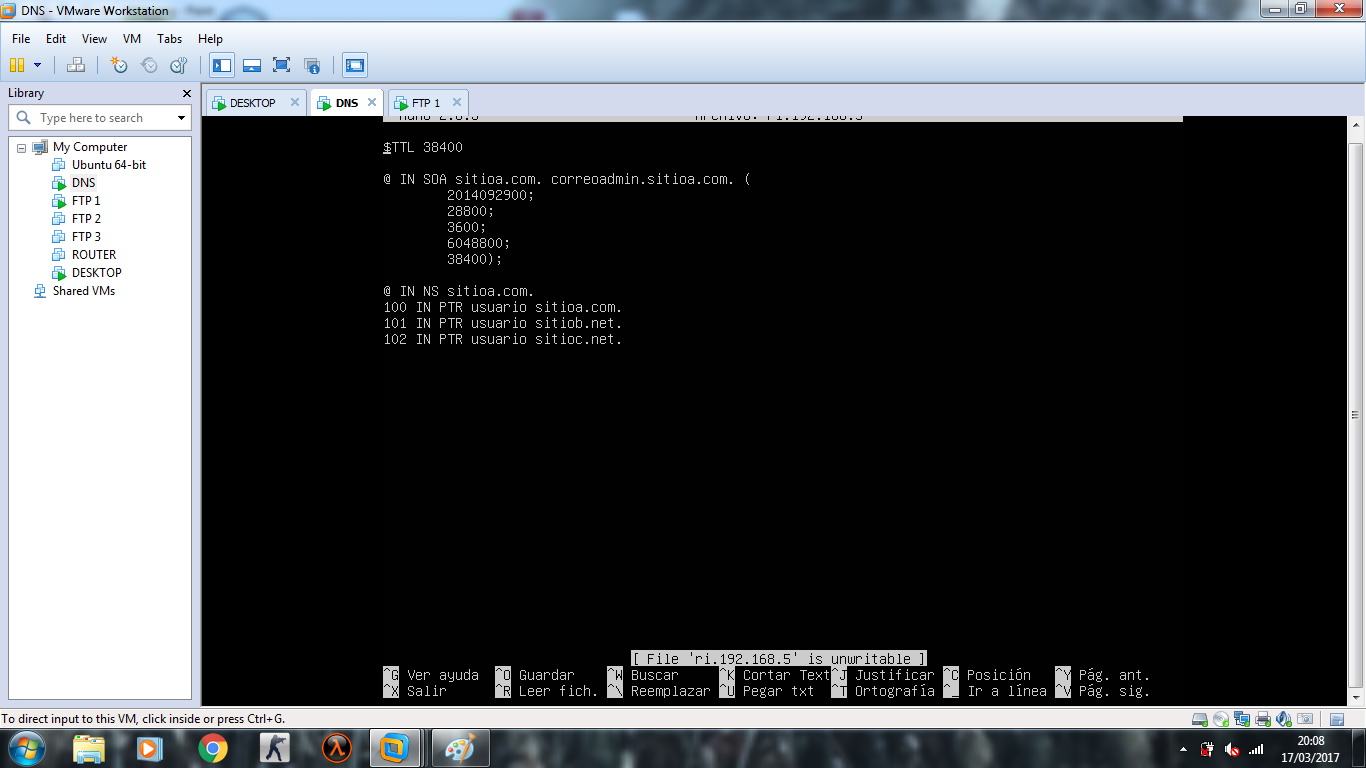 DNS - VMware Workstation
File Edit View VM Tabs Help
Library
Type here to search
My Computer
Ubuntu 64-bit
DNS
FTP 1
FTP 2
FTP 3
ROUTER
DESKTOP
Shared VMs
DESKTOP DNS FTP 1
$TTL 38400
@ IN SOA sitioa.com. correoadmin.sitioa.com. (
2014092900;
28800;
3600;
6048800;
38400);
@ IN NS sitioa.com.
100 IN PTR usuario sitioa.com.
101 IN PTR usuario sitiob.net.
102 IN PTR usuario sitioc.net.
[ File 'ri.192.168.5' is unwritable ]
^G Ver ayuda ^O Guardar ^W Buscar ^K Cortar Text ^J Justificar ^C Posición ^Y Pág. ant.
^X Salir ^R Leer fich. ^\ Reemplazar ^U Pegar txt ^T Ortografía ^_ Ir a línea ^V Pág. sig.
To direct input to this VM, click inside or press Ctrl+G.
20:08
17/03/2017